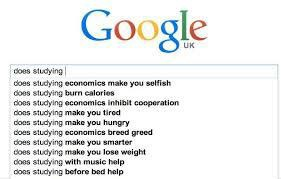 Google
UK
does studying
does studying economics make you selfish
does studying burn calories
does studying economics inhibit cooperation
does studying make you tired
does studying make you hungry
does studying economics breed greed
does studying make you smarter
does studying make you lose weight
does studying with music help
does studying before bed help